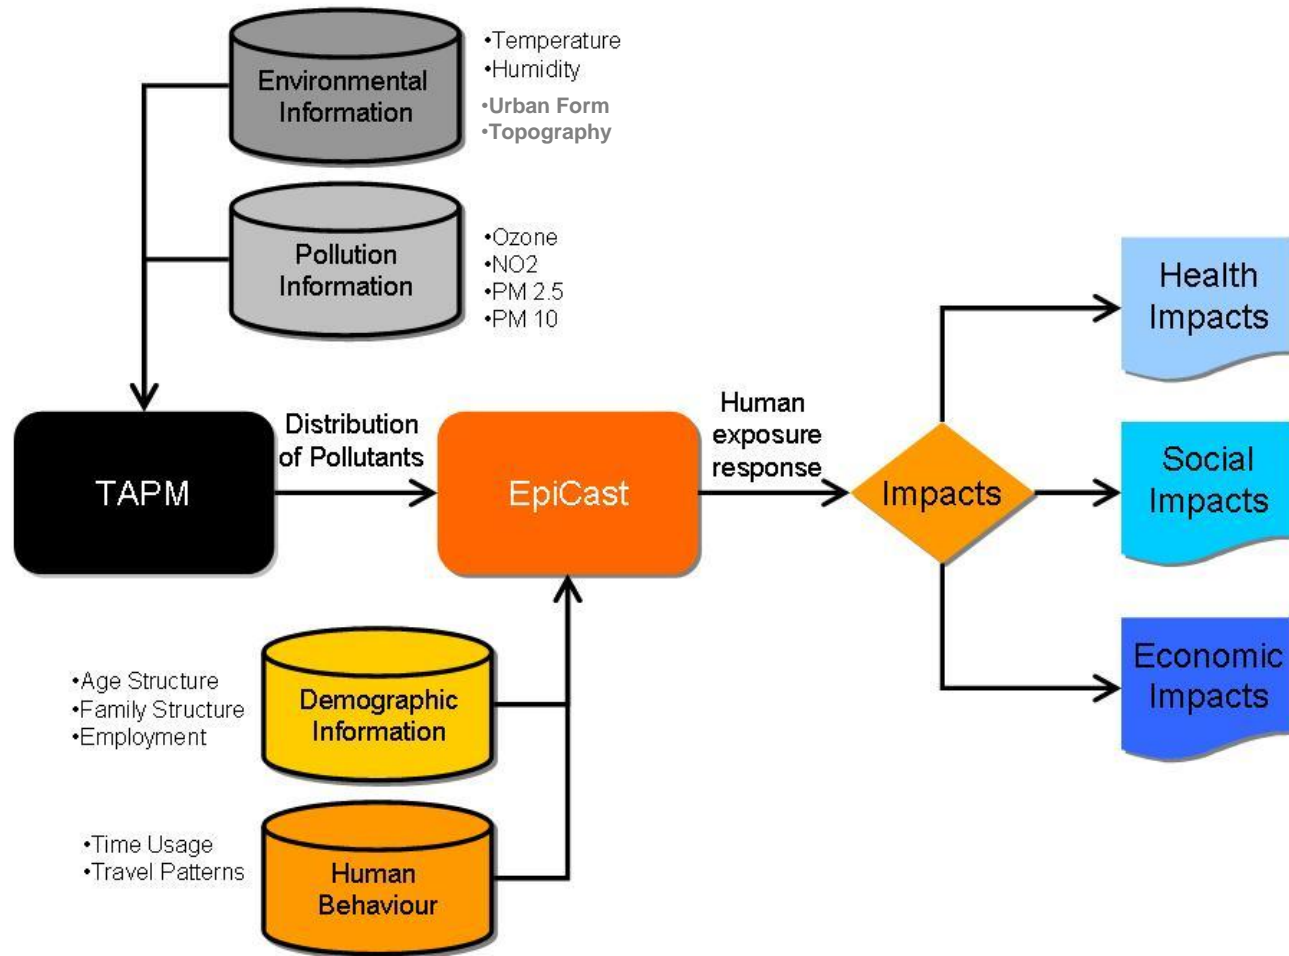 Environmental
Information
•Temperature
•Humidity
•Urban Form
•Topography
Pollution
Information
•Ozone
•NO2
•PM 2.5
•PM 10
TAPM
Distribution
of Pollutants
EpiCast
Human
exposure
response
Impacts
Health
Impacts
Social
Impacts
Economic
Impacts
•Age Structure
•Family Structure
•Employment
Demographic
Information
•Time Usage
•Travel Patterns
Human
Behaviour